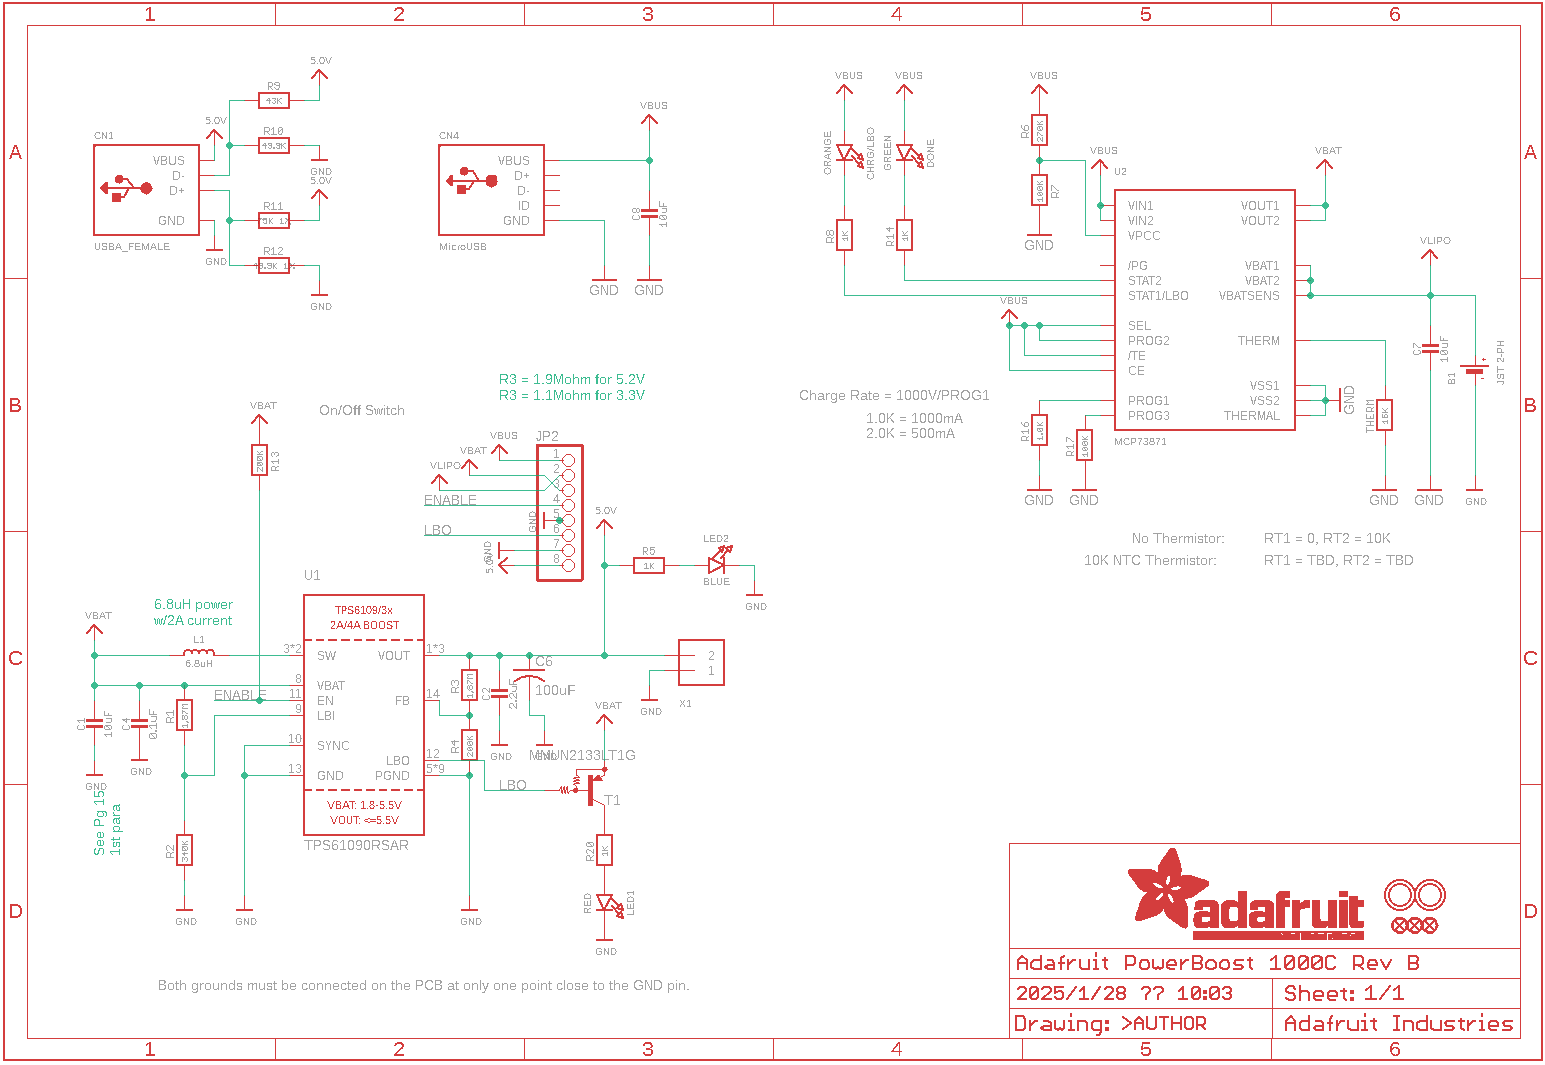 1 2 3 4 5 6
A
B
C
D
A
B
C
D
1 2 3 4 5 6
CN1
VBUS
D-
D+
GND
USBA_FEMALE
5.0V
GND
5.0V
R9
43K
R10
49.9K
GND
5.0V
R11
R12
GND
CN4
VBUS
D+
D-
ID
GND
MicroUSB
VBUS
C8
10uF
GND
GND
VBUS
VBUS
ORANGE
CHRG/LBO
GREEN
DONE
R8
1K
R14
1K
VBUS
R6
270K
R7
100K
GND
VBUS
U2
VIN1
VIN2
VPCC
/PG
STAT2
STAT1/LBO
SEL
PROG2
/TE
CE
PROG1
PROG3
VOUT1
VOUT2
VBAT1
VBAT2
VBATSENS
THERM
VSS1
VSS2
THERMAL
MCP73871
VBUS
VBAT
VLIPO
C7
10uF
B1
+
-
JST 2-PH
GND
THERM
GND
GND
GND
Charge Rate = 1000V/PROG1
1.0K = 1000mA
2.0K = 500mA
R16
1.0K
R17
100K
GND
GND
No Thermistor: RT1 = 0, RT2 = 10K
10K NTC Thermistor: RT1 = TBD, RT2 = TBD
R3 = 1.9Mohm for 5.2V
R3 = 1.1Mohm for 3.3V
On/Off Switch
VBAT
R13
200K
JP2
VBUS
VBAT
VLIPO
ENABLE
LBO
GND
GND
5.0V
1
2
3
4
5
6
7
8
5.0V
R5
1K
LED2
BLUE
GND
U1
TPS6109/3x
2A/4A BOOST
SW
VBAT
EN
LBI
SYNC
GND
VOUT
FB
LBO
PGND
3*2
8
11
9
10
13
1*3
14
12
5*9
VBAT: 1.8-5.5V
VOUT: <=5.5V
TPS61090RSAR
6.8uH power
w/2A current
VBAT
L1
6.8uH
ENABLE
C1
10uF
C4
0.1uF
R1
1.87M
GND
GND
See Pg 15
1st para
R2
340K
GND
GND
R3
1.87M
R4
200K
C2
2.2uF
C6
100uF
GND
GND
GND
2
1
X1
GND
VBAT
MMUN2133LT1G
LBO
T1
R20
1K
RED
LED1
GND
Both grounds must be connected on the PCB at only one point close to the GND pin.
adafruit
Adafruit PowerBoost 1000C Rev B
2025/1/28 ?? 10:03
Sheet: 1/1
Drawing: >AUTHOR
Adafruit Industries